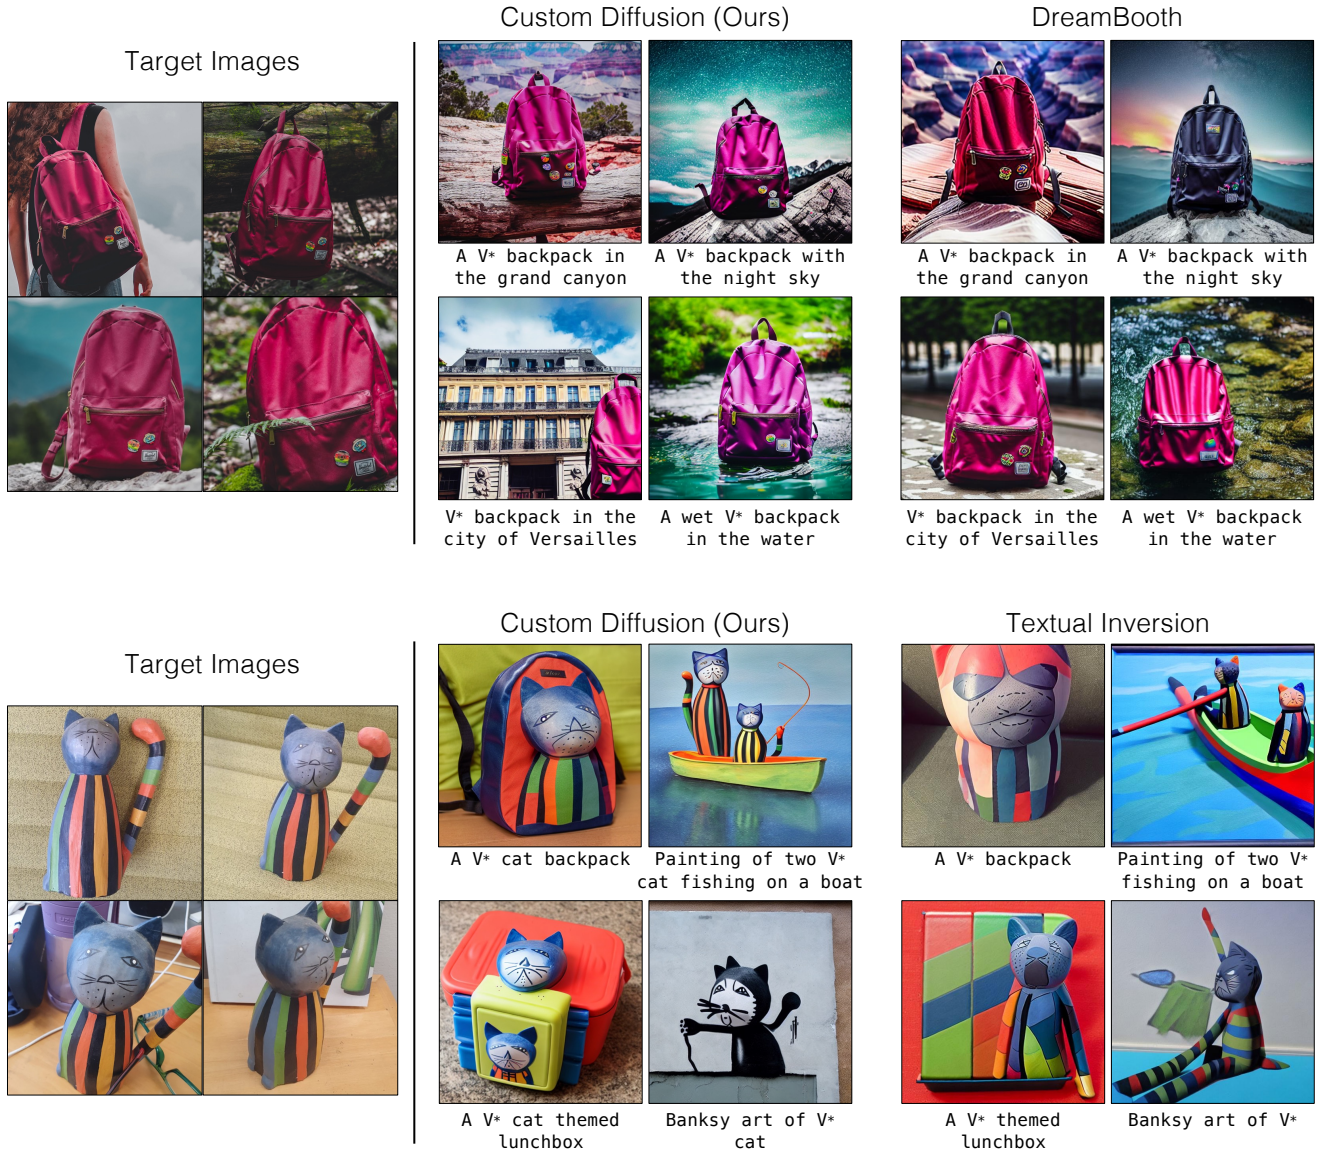 Custom Diffusion (Ours)
DreamBooth
Target Images
A V* backpack in
the grand canyon
A V* backpack with
the night sky
A V* backpack in
the grand canyon
A V* backpack with
the night sky
V* backpack in the
city of Versailles
A wet V* backpack
in the water
V* backpack in the
city of Versailles
A wet V* backpack
in the water
Custom Diffusion (Ours)
Textual Inversion
Target Images
A V* cat backpack
Painting of two V*
cat fishing on a boat
A V* backpack
Painting of two V*
fishing on a boat
A V* cat themed
lunchbox
Banksy art of V*
cat
A V* themed
lunchbox
Banksy art of V*